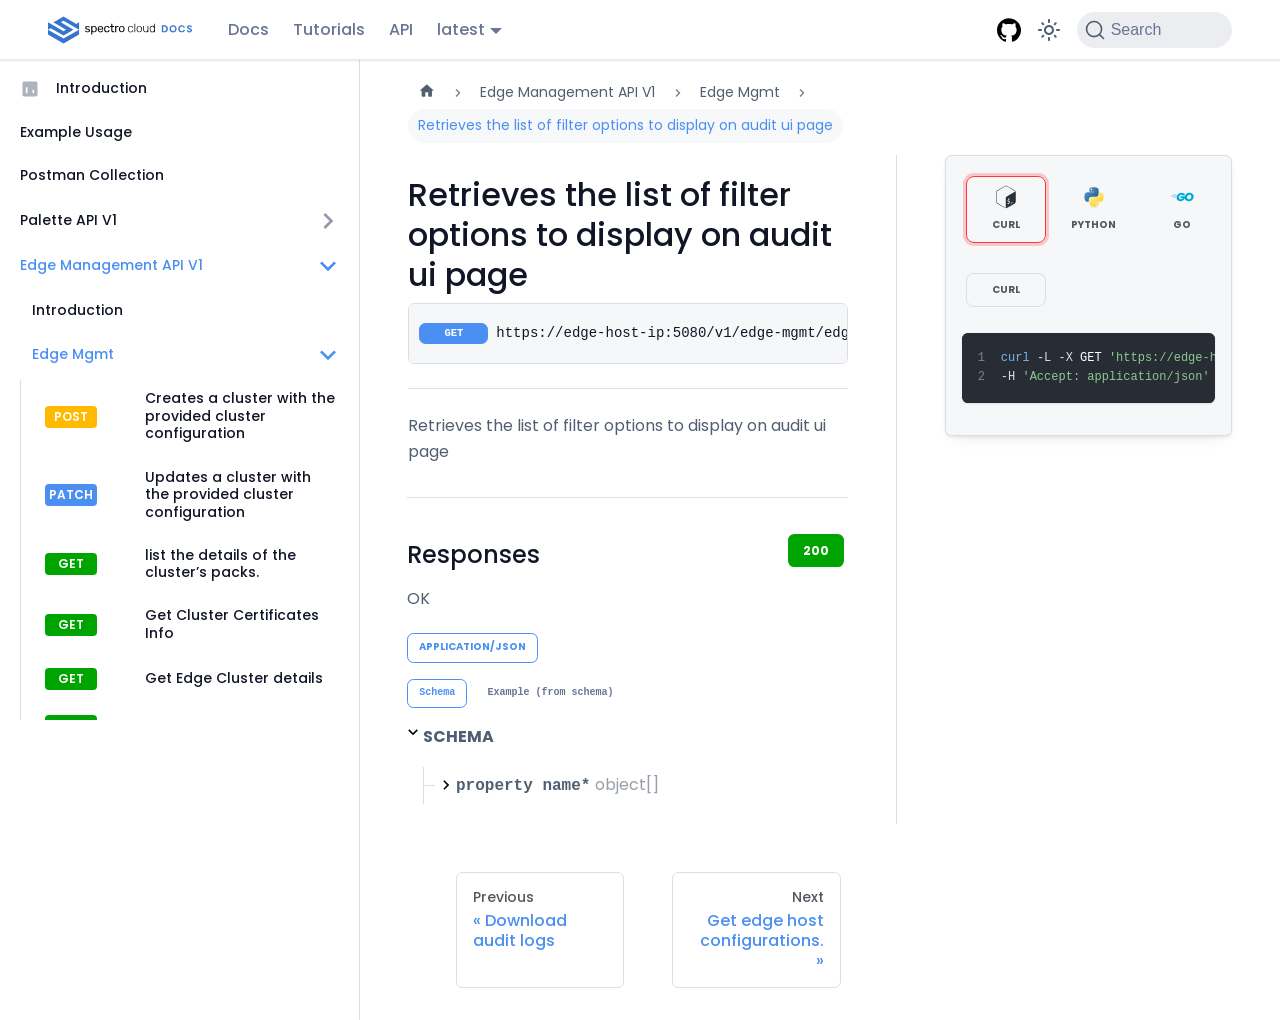 spectro cloud DOCS
Docs
Tutorials
API
latest
Search
Introduction
Example Usage
Postman Collection
Palette API V1
Edge Management API V1
Introduction
Edge Mgmt
POST
Creates a cluster with the
provided cluster
configuration
PATCH
Updates a cluster with
the provided cluster
configuration
GET
list the details of the
cluster’s packs.
GET
Get Cluster Certificates
Info
GET
Get Edge Cluster details
Edge Management API V1
Edge Mgmt
Retrieves the list of filter options to display on audit ui page
Retrieves the list of filter
options to display on audit
ui page
GET https://edge-host-ip:5080/v1/edge-mgmt/edg
Retrieves the list of filter options to display on audit ui
page
Responses
200
OK
APPLICATION/JSON
Schema
Example (from schema)
SCHEMA
property name* object[]
CURL
PYTHON
GO
CURL
1 curl -L -X GET 'https://edge-h
2 -H 'Accept: application/json'
Previous
« Download
audit logs
Next
Get edge host
configurations.
»